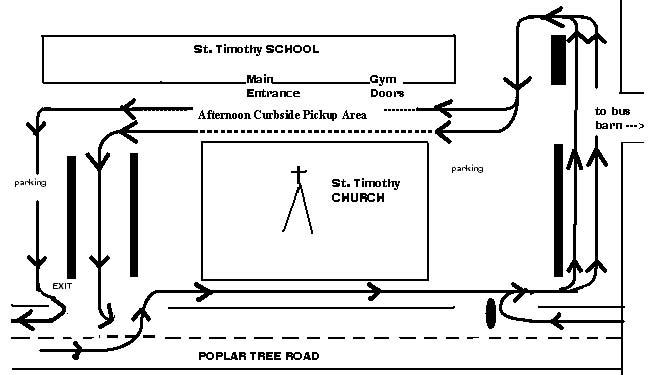 St. Timothy SCHOOL
Main
Entrance
Gym
Doors
Afternoon Curbside Pickup Area
to bus
barn --->
parking
parking
St. Timothy
CHURCH
EXIT
POPLAR TREE ROAD